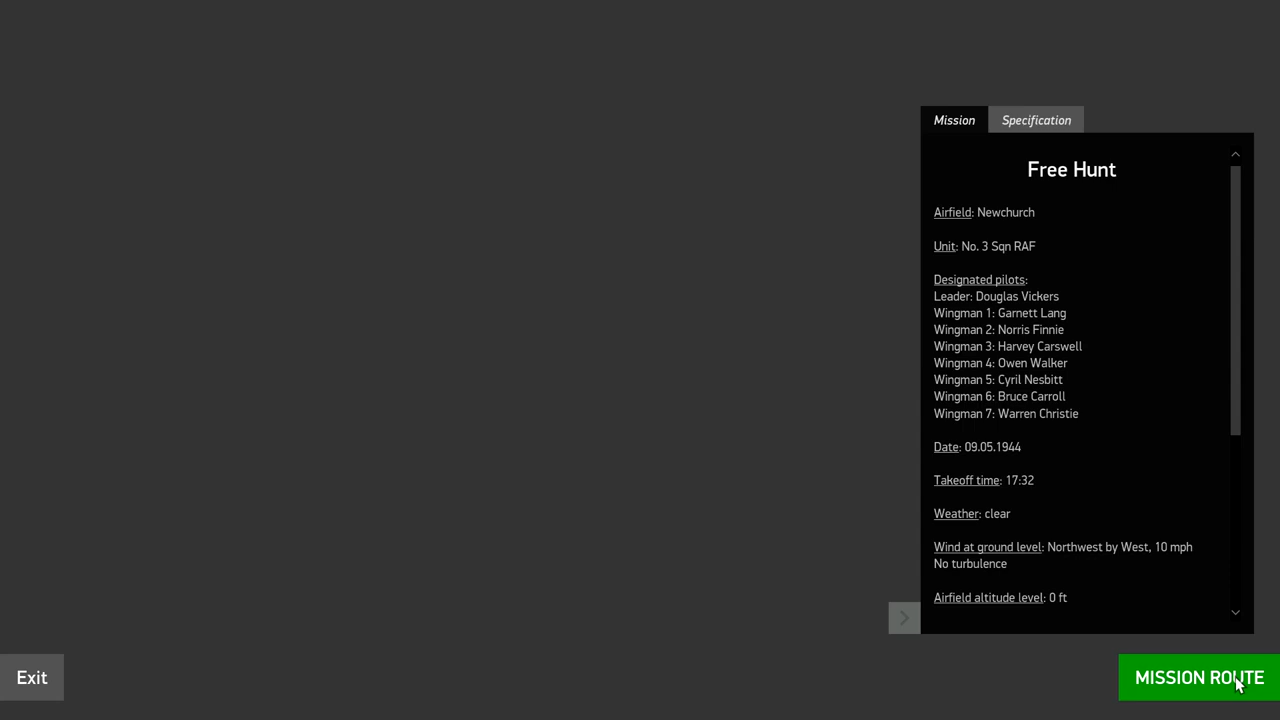 Mission Specification
Free Hunt
Airfield: Newchurch
Unit: No. 3 Sqn RAF
Designated pilots:
Leader: Douglas Vickers
Wingman 1: Garnett Lang
Wingman 2: Norris Finnie
Wingman 3: Harvey Carswell
Wingman 4: Owen Walker
Wingman 5: Cyril Nesbitt
Wingman 6: Bruce Carroll
Wingman 7: Warren Christie
Date: 09.05.1944
Takeoff time: 17:32
Weather: clear
Wind at ground level: Northwest by West, 10 mph
No turbulence
Airfield altitude level: 0 ft
Exit
MISSION ROUTE